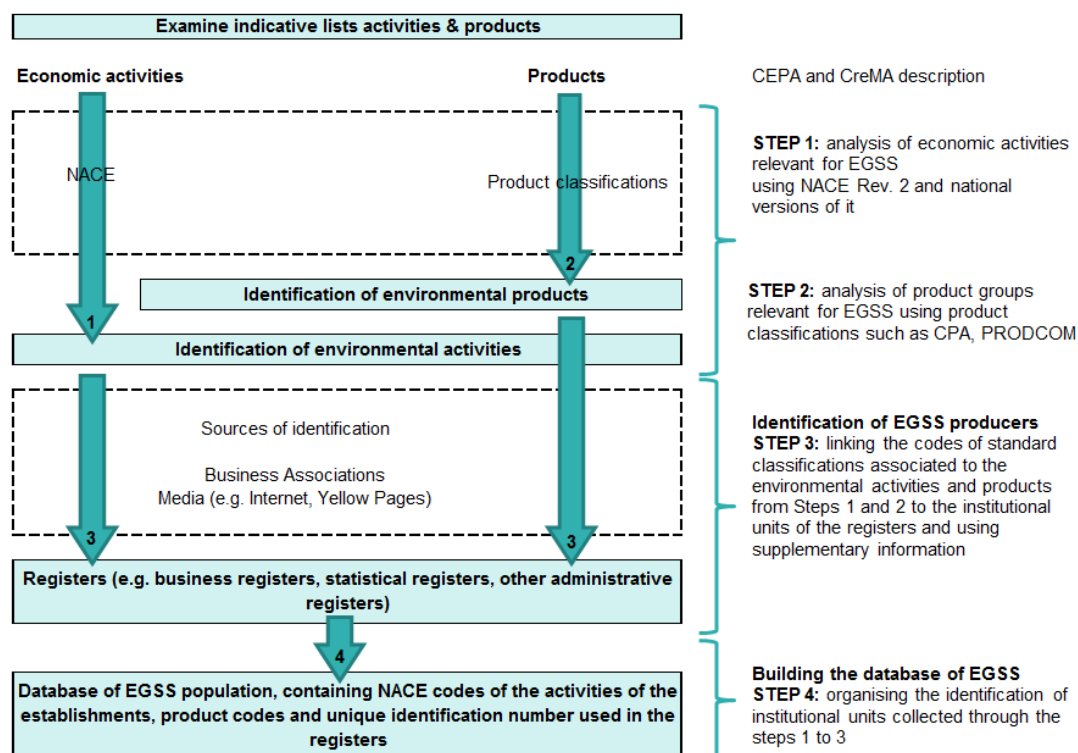 Examine indicative lists activities & products
Economic activities
Products
CEPA and CreMA description
NACE
Product classifications
STEP 1: analysis of economic activities
relevant for EGSS
using NACE Rev. 2 and national
versions of it
2
Identification of environmental products
STEP 2: analysis of product groups
relevant for EGSS using product
classifications such as CPA, PRODCOM
1
Identification of environmental activities
Sources of identification
Business Associations
Media (e.g. Internet, Yellow Pages)
3
3
Identification of EGSS producers
STEP 3: linking the codes of standard
classifications associated to the
environmental activities and products
from Steps 1 and 2 to the institutional
units of the registers and using
supplementary information
Registers (e.g. business registers, statistical registers, other administrative
registers)
4
Database of EGSS population, containing NACE codes of the activities of the
establishments, product codes and unique identification number used in the
registers
Building the database of EGSS
STEP 4: organising the identification of
institutional units collected through the
steps 1 to 3